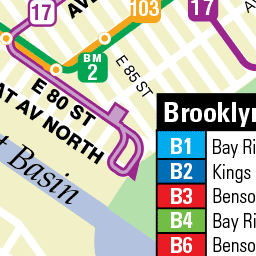 17
AV
103
17
BM
2
E 85 ST
E 80 ST
AT AV NORTH
Basin
Brooklyn
B1 Bay Ri
B2 Kings
B3 Benso
B4 Bay Ri
B6 Benso